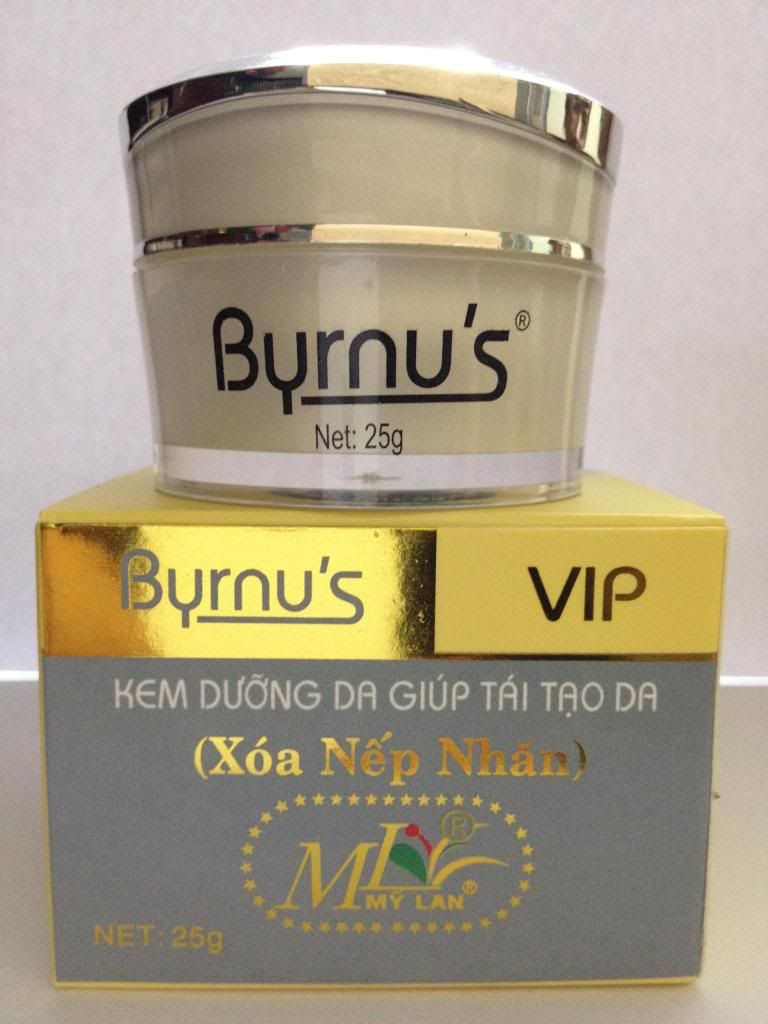 Byrnu's®
Net: 25g
Byrnu's
VIP
KEM DƯỠNG DA GIÚP TÁI TẠO DA
(Xóa Nếp Nhăn)
ML ®
MỸ LAN ®
NET: 25g